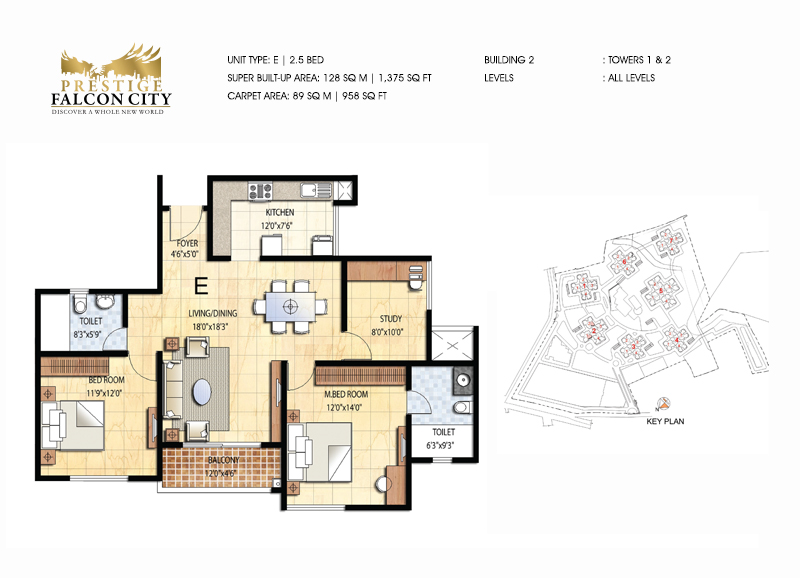 PRESTIGE
FALCON CITY
DISCOVER A WHOLE NEW WORLD
UNIT TYPE: E | 2.5 BED
SUPER BUILT-UP AREA: 128 SQ M | 1,375 SQ FT
CARPET AREA: 89 SQ M | 958 SQ FT
BUILDING 2 : TOWERS 1 & 2
LEVELS : ALL LEVELS
KITCHEN
12'0"x7'6"
FOYER
4'6"x5'0"
E
LIVING/DINING
18'0"x18'3"
TOILET
8'3"x5'9"
STUDY
8'0"x10'0"
BED ROOM
11'9"x12'0"
M.BED ROOM
12'0"x14'0"
TOILET
6'3"x9'3"
BALCONY
12'0"x4'6"
7
6
1
5
2
3
4
N
KEY PLAN